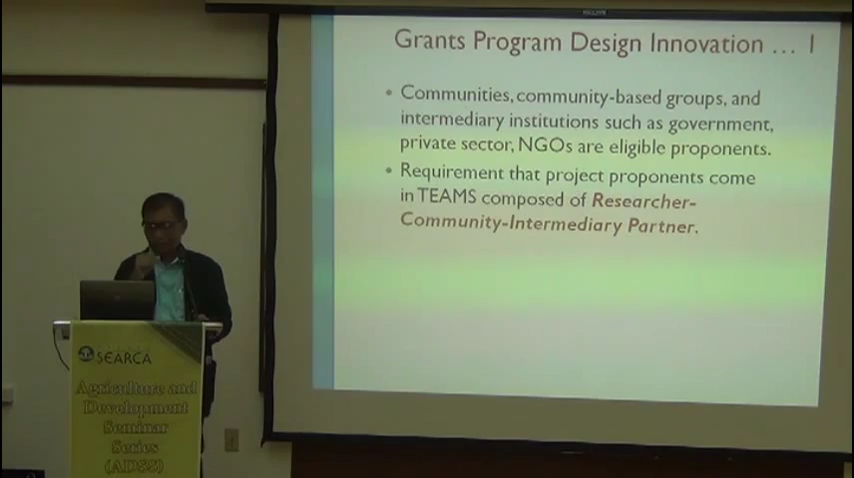 Grants Program Design Innovation ... 1
• Communities, community-based groups, and
intermediary institutions such as government,
private sector, NGOs are eligible proponents.
• Requirement that project proponents come
in TEAMS composed of Researcher-
Community-Intermediary Partner.
SEARCA
Agriculture and
Development
Seminar
Series
(ADSS)